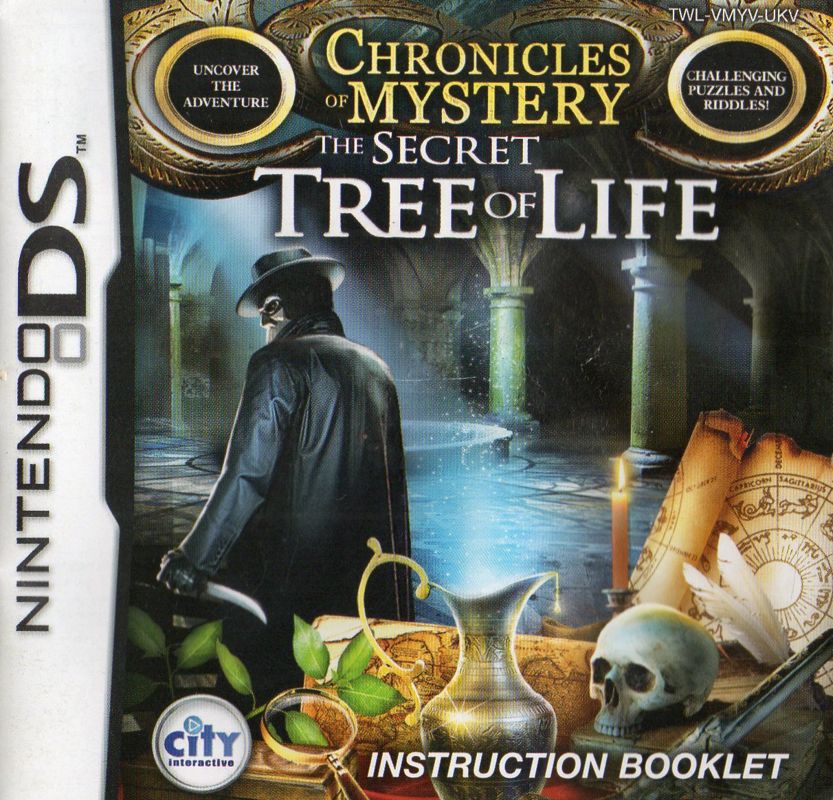 TWL-VMYV-UKV
UNCOVER
THE
ADVENTURE
CHRONICLES
OF MYSTERY
CHALLENGING
PUZZLES AND
RIDDLES!
THE SECRET
TREE OF LIFE
NINTENDO DS™
CAPRICORN SAGITTARIUS
city
interactive
INSTRUCTION BOOKLET